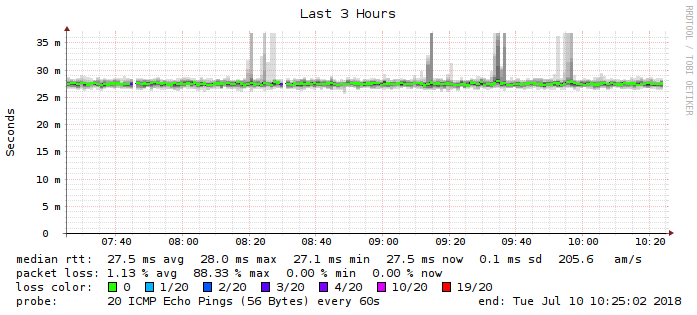 Last 3 Hours
RRDTOOL / TOBI OETIKER
Seconds
35 m
30 m
25 m
20 m
15 m
10 m
5 m
0
07:40 08:00 08:20 08:40 09:00 09:20 09:40 10:00 10:20
median rtt: 27.5 ms avg 28.0 ms max 27.1 ms min 27.5 ms now 0.1 ms sd 205.6 am/s
packet loss: 1.13 % avg 88.33 % max 0.00 % min 0.00 % now
loss color: 0 1/20 2/20 3/20 4/20 10/20 19/20
probe: 20 ICMP Echo Pings (56 Bytes) every 60s end: Tue Jul 10 10:25:02 2018